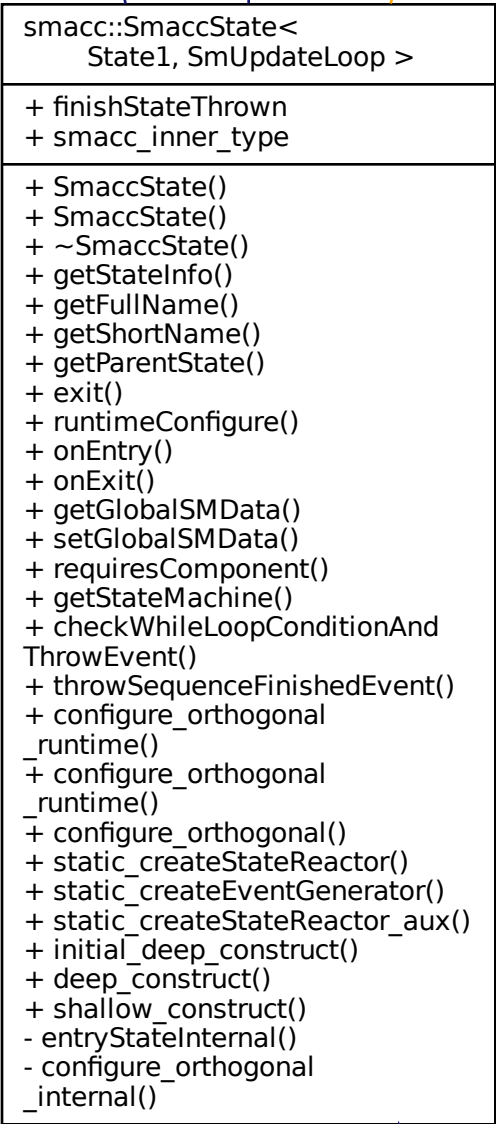 smacc::SmaccState<
State1, SmUpdateLoop >
+ finishStateThrown
+ smacc_inner_type
+ SmaccState()
+ SmaccState()
+ ~SmaccState()
+ getStateInfo()
+ getFullName()
+ getShortName()
+ getParentState()
+ exit()
+ runtimeConfigure()
+ onEntry()
+ onExit()
+ getGlobalSMData()
+ setGlobalSMData()
+ requiresComponent()
+ getStateMachine()
+ checkWhileLoopConditionAnd
ThrowEvent()
+ throwSequenceFinishedEvent()
+ configure_orthogonal
_runtime()
+ configure_orthogonal
_runtime()
+ configure_orthogonal()
+ static_createStateReactor()
+ static_createEventGenerator()
+ static_createStateReactor_aux()
+ initial_deep_construct()
+ deep_construct()
+ shallow_construct()
- entryStateInternal()
- configure_orthogonal
_internal()